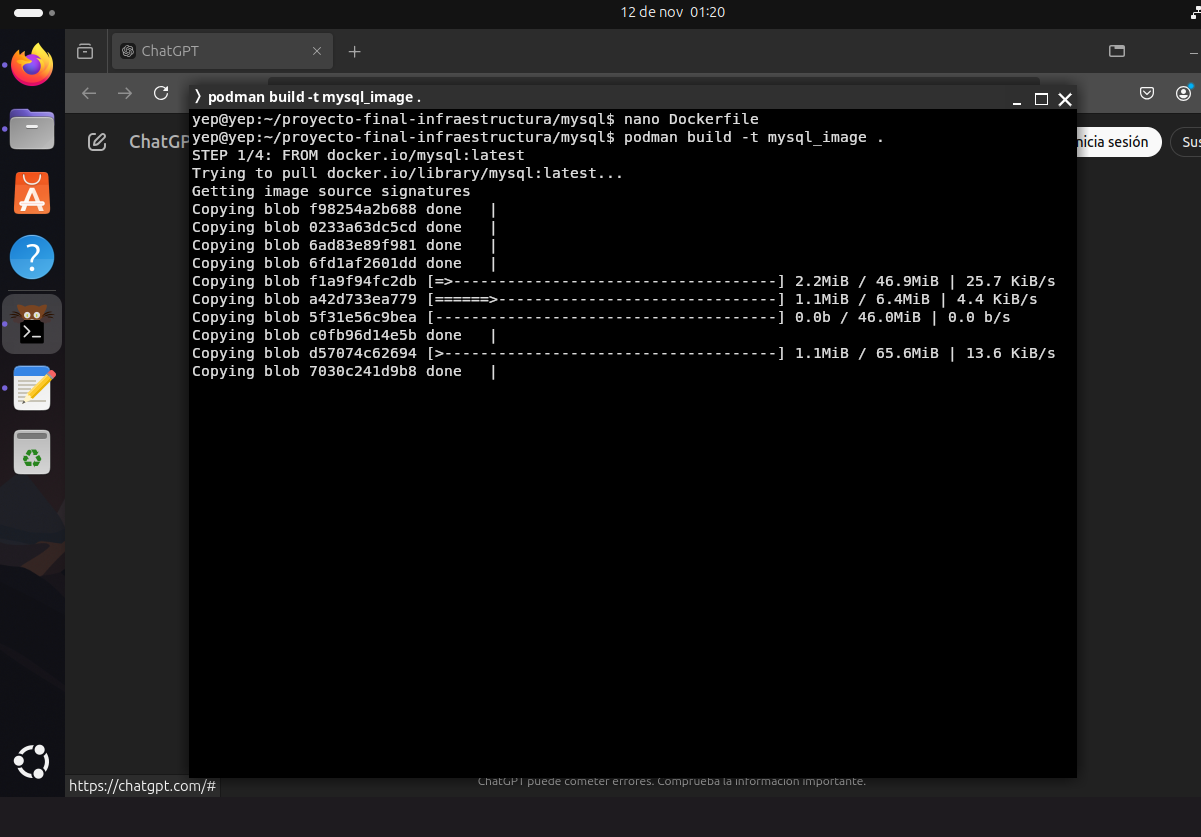 12 de nov 01:20
ChatGPT
podman build -t mysql_image .
ChatGP
nicia sesión
Sus
yep@yep:~/proyecto-final-infraestructura/mysql$ nano Dockerfile
yep@yep:~/proyecto-final-infraestructura/mysql$ podman build -t mysql_image .
STEP 1/4: FROM docker.io/mysql:latest
Trying to pull docker.io/library/mysql:latest...
Getting image source signatures
Copying blob f98254a2b688 done   |
Copying blob 0233a63dc5cd done   |
Copying blob 6ad83e89f981 done   |
Copying blob 6fd1af2601dd done   |
Copying blob f1a9f94fc2db [=>------------------------------------] 2.2MiB / 46.9MiB | 25.7 KiB/s
Copying blob a42d733ea779 [======>-------------------------------] 1.1MiB / 6.4MiB | 4.4 KiB/s
Copying blob 5f31e56c9bea [--------------------------------------] 0.0b / 46.0MiB | 0.0 b/s
Copying blob c0fb96d14e5b done   |
Copying blob d57074c62694 [>-------------------------------------] 1.1MiB / 65.6MiB | 13.6 KiB/s
Copying blob 7030c241d9b8 done   |
ChatGPT puede cometer errores. Comprueba la información importante.
https://chatgpt.com/#